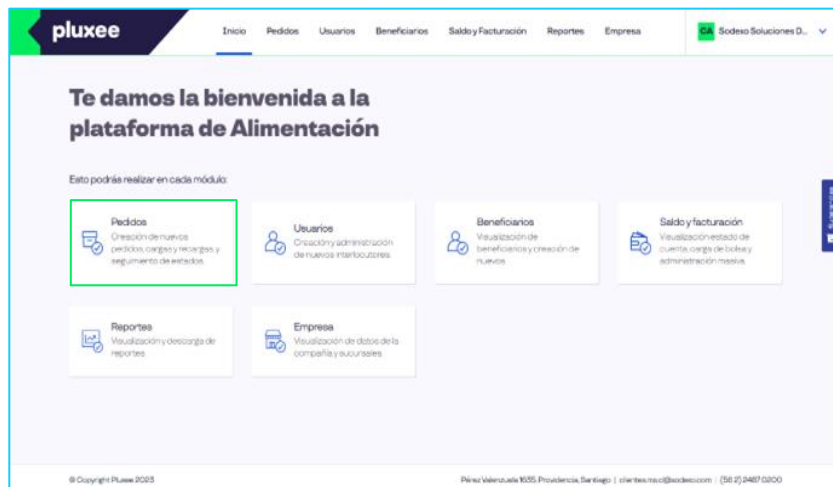 pluxee
Inicio Pedidos Usuarios Beneficiarios Saldo y Facturación Reportes Empresa CA Sodexo Soluciones D...
Te damos la bienvenida a la
plataforma de Alimentación
Esto podrás realizar en cada módulo:
Pedidos
Creación de nuevos
pedidos, cargas y recargas, y
seguimiento de estados.
Usuarios
Creación y administración
de nuevos interlocutores.
Beneficiarios
Visualización de
beneficiarios y creación de
nuevos.
Saldo y facturación
Visualización estado de
cuenta, carga de bolsa y
administración masiva.
Reportes
Visualización y descarga de
reportes.
Empresa
Visualización de datos de la
compañía y sucursales.
© Copyright Pluxee 2023
Pérez Valenzuela 1635, Providencia, Santiago | clientes.ms.cl@sodexo.com | (56 2) 2487 0200